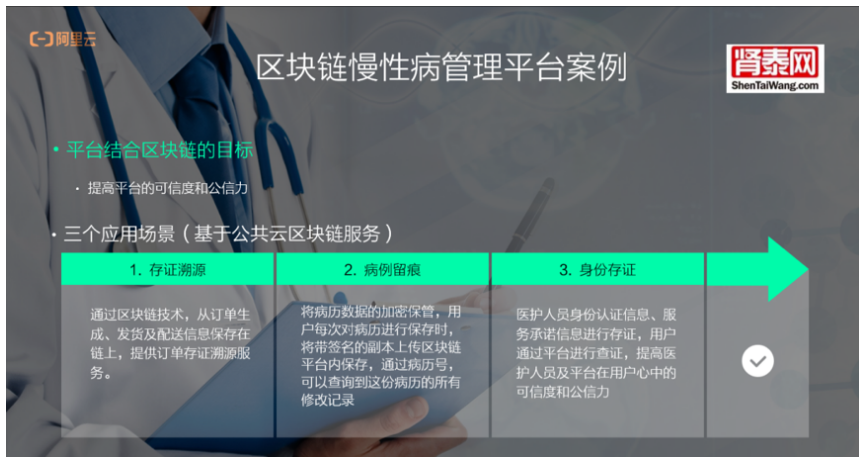 阿里云
区块链慢性病管理平台案例
肾泰网
ShenTaiWang.com
• 平台结合区块链的目标
• 提高平台的可信度和公信力
• 三个应用场景（基于公共云区块链服务）
1. 存证溯源
通过区块链技术，从订单生
成、发货及配送信息保存在
链上，提供订单存证溯源服
务。
2. 病例留痕
将病历数据的加密保管，用
户每次对病历进行保存时，
将带签名的副本上传区块链
平台内保存，通过病历号，
可以查询到这份病历的所有
修改记录
3. 身份存证
医护人员身份认证信息、服
务承诺信息进行存证，用户
通过平台进行查证，提高医
护人员及平台在用户心中的
可信度和公信力